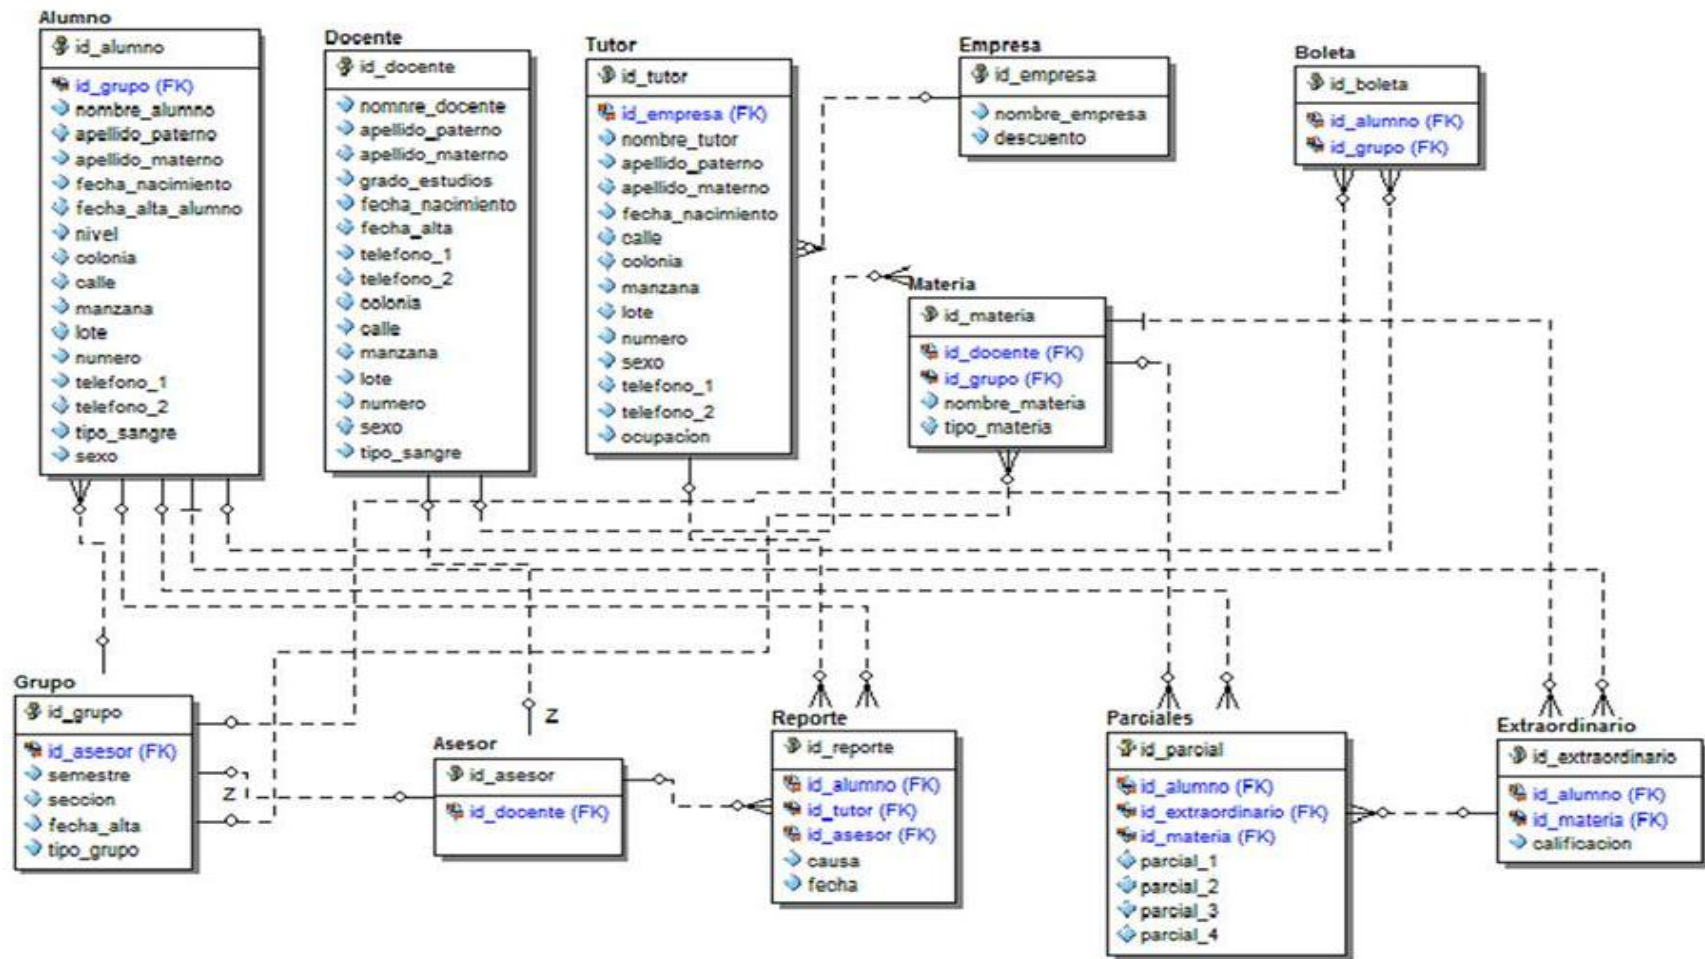 Alumno
id_alumno
id_grupo (FK)
nombre_alumno
apellido_paterno
apellido_materno
fecha_nacimiento
fecha_alta_alumno
nivel
colonia
calle
manzana
lote
numero
telefono_1
telefono_2
tipo_sangre
sexo
Docente
id_docente
nomnre_docente
apellido_paterno
apellido_materno
grado_estudios
fecha_nacimiento
fecha_alta
telefono_1
telefono_2
colonia
calle
manzana
lote
numero
sexo
tipo_sangre
Tutor
id_tutor
id_empresa (FK)
nombre_tutor
apellido_paterno
apellido_materno
fecha_nacimiento
calle
colonia
manzana
lote
numero
sexo
telefono_1
telefono_2
ocupacion
Empresa
id_empresa
nombre_empresa
descuento
Boleta
id_boleta
id_alumno (FK)
id_grupo (FK)
Materia
id_materia
id_docente (FK)
id_grupo (FK)
nombre_materia
tipo_materia
Grupo
id_grupo
id_asesor (FK)
semestre
seccion
fecha_alta
tipo_grupo
Z
Asesor
id_asesor
id_docente (FK)
Z
Reporte
id_reporte
id_alumno (FK)
id_tutor (FK)
id_asesor (FK)
causa
fecha
Parciales
id_parcial
id_alumno (FK)
id_extraordinario (FK)
id_materia (FK)
parcial_1
parcial_2
parcial_3
parcial_4
Extraordinario
id_extraordinario
id_alumno (FK)
id_materia (FK)
calificacion